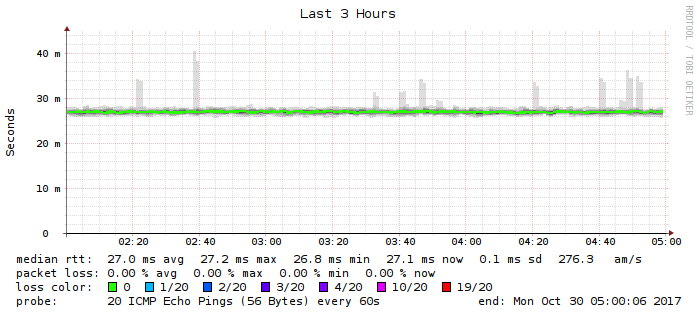 Last 3 Hours
RRDTOOL / TOBI OETIKER
Seconds
40 m
30 m
20 m
10 m
0
02:20 02:40 03:00 03:20 03:40 04:00 04:20 04:40 05:00
median rtt: 27.0 ms avg 27.2 ms max 26.8 ms min 27.1 ms now 0.1 ms sd 276.3 am/s
packet loss: 0.00 % avg 0.00 % max 0.00 % min 0.00 % now
loss color: 0 1/20 2/20 3/20 4/20 10/20 19/20
probe: 20 ICMP Echo Pings (56 Bytes) every 60s end: Mon Oct 30 05:00:06 2017